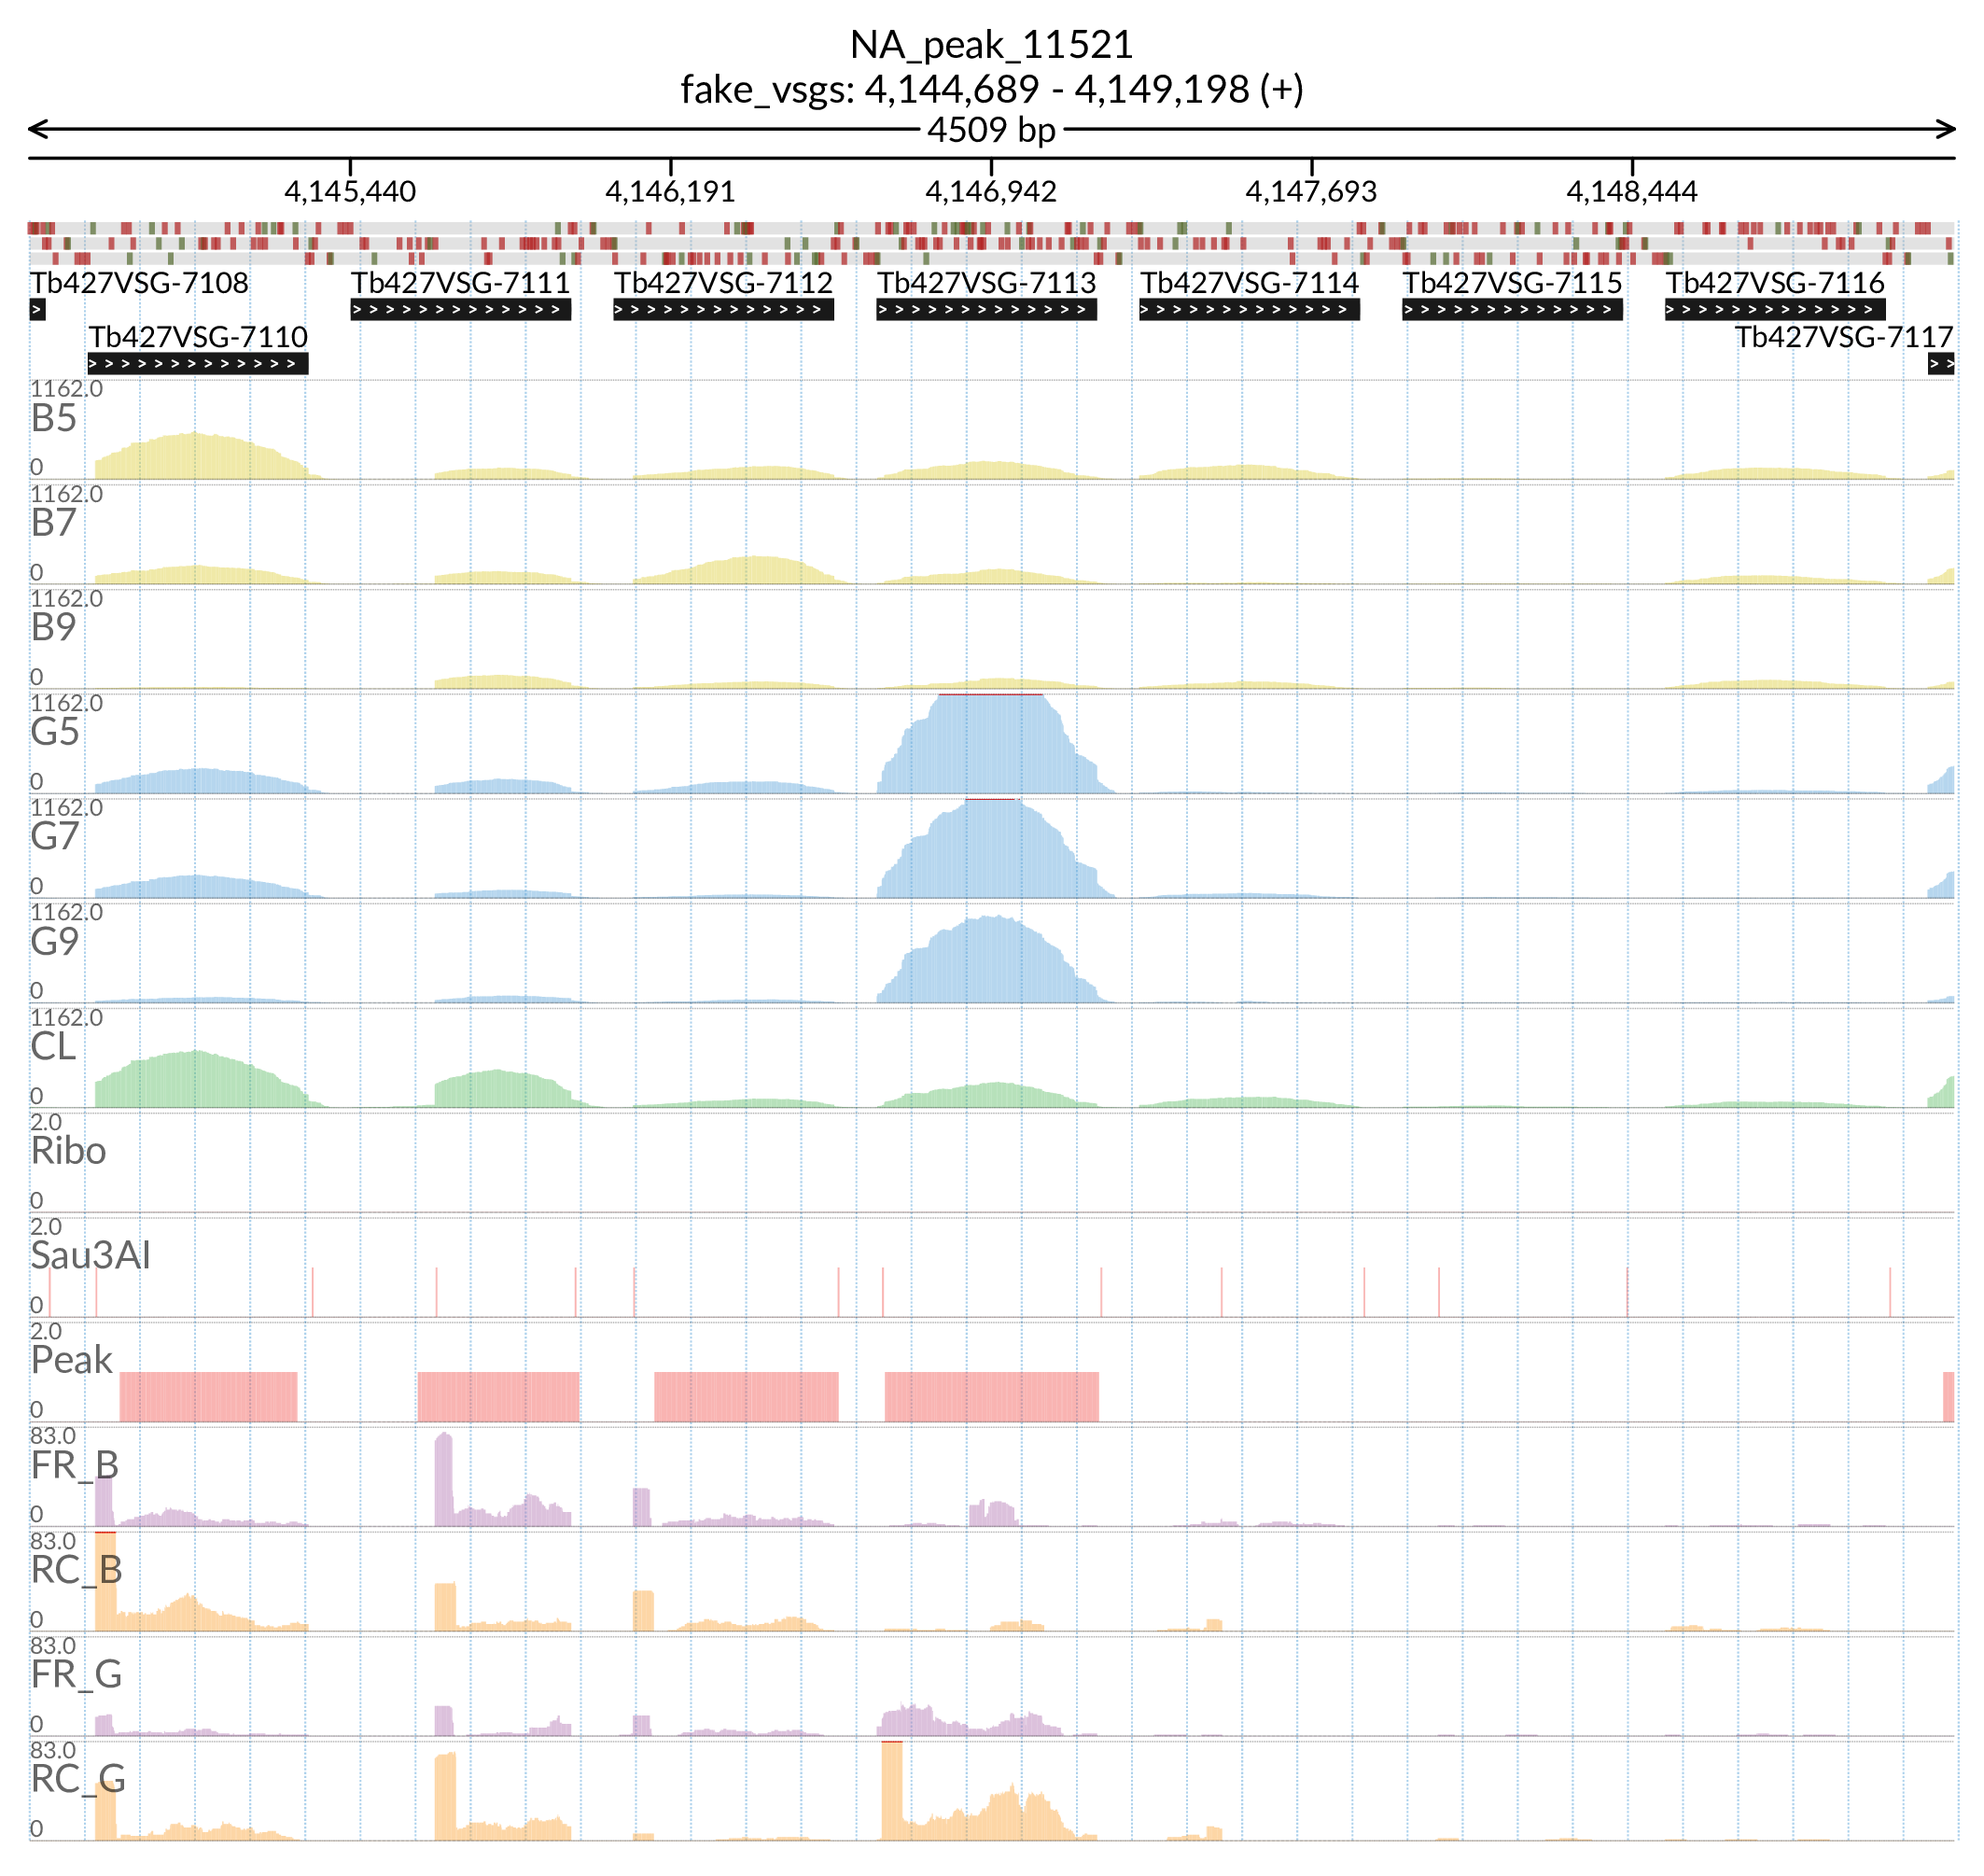 NA_peak_11521
fake_vsgs: 4,144,689 - 4,149,198 (+)
4509 bp
4,145,440 4,146,191 4,146,942 4,147,693 4,148,444
Tb427VSG-7108 Tb427VSG-7111 Tb427VSG-7112 Tb427VSG-7113 Tb427VSG-7114 Tb427VSG-7115 Tb427VSG-7116
Tb427VSG-7110 Tb427VSG-7117
1162.0
B5
0
1162.0
B7
0
1162.0
B9
0
1162.0
G5
0
1162.0
G7
0
1162.0
G9
0
1162.0
CL
0
2.0
Ribo
0
2.0
Sau3AI
0
2.0
Peak
0
83.0
FR_B
0
83.0
RC_B
0
83.0
FR_G
0
83.0
RC_G
0